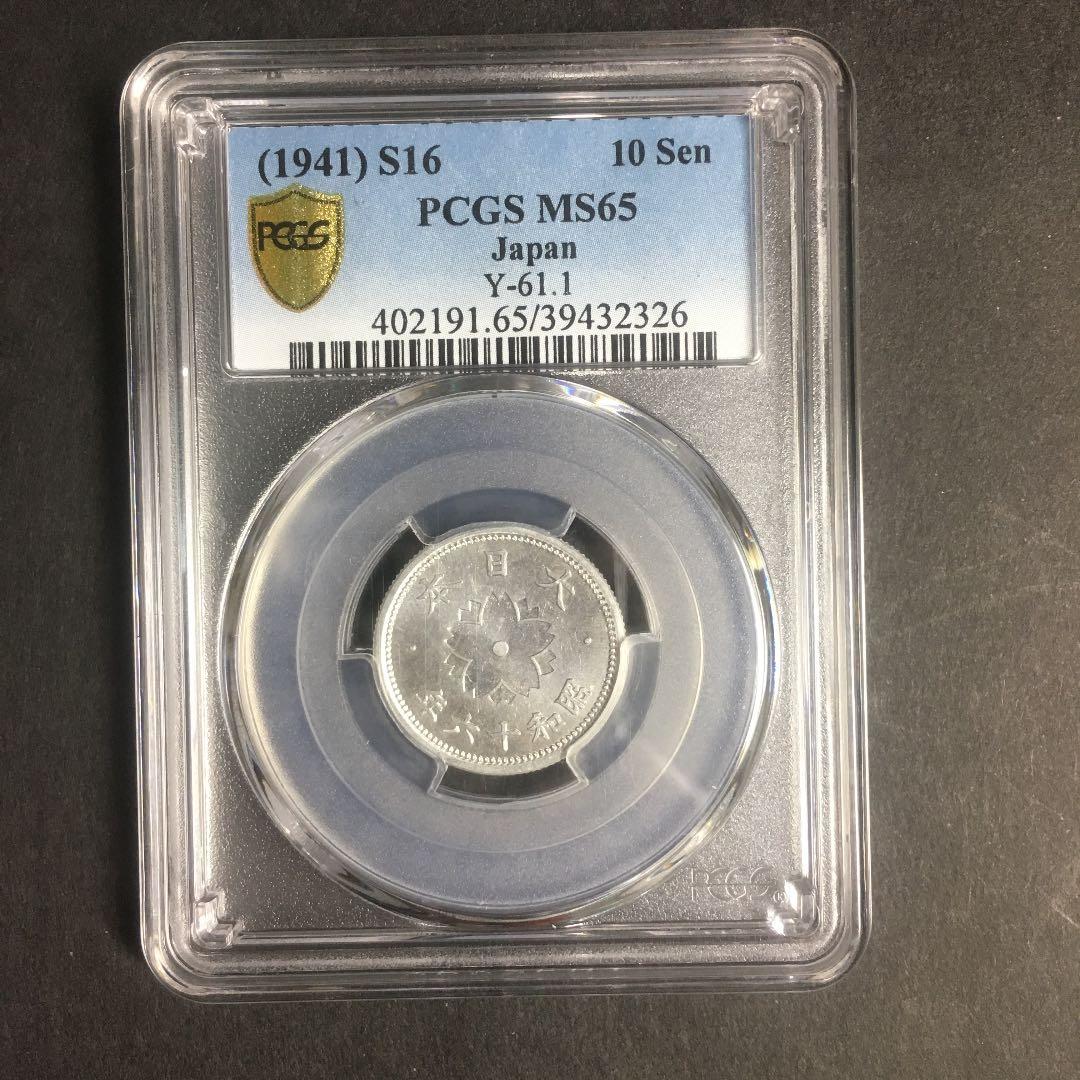 (1941) S16 10 Sen
PCGS MS65
PCGS
Japan
Y-61.1
402191.65/39432326
大日本
昭和十六年
PCGS